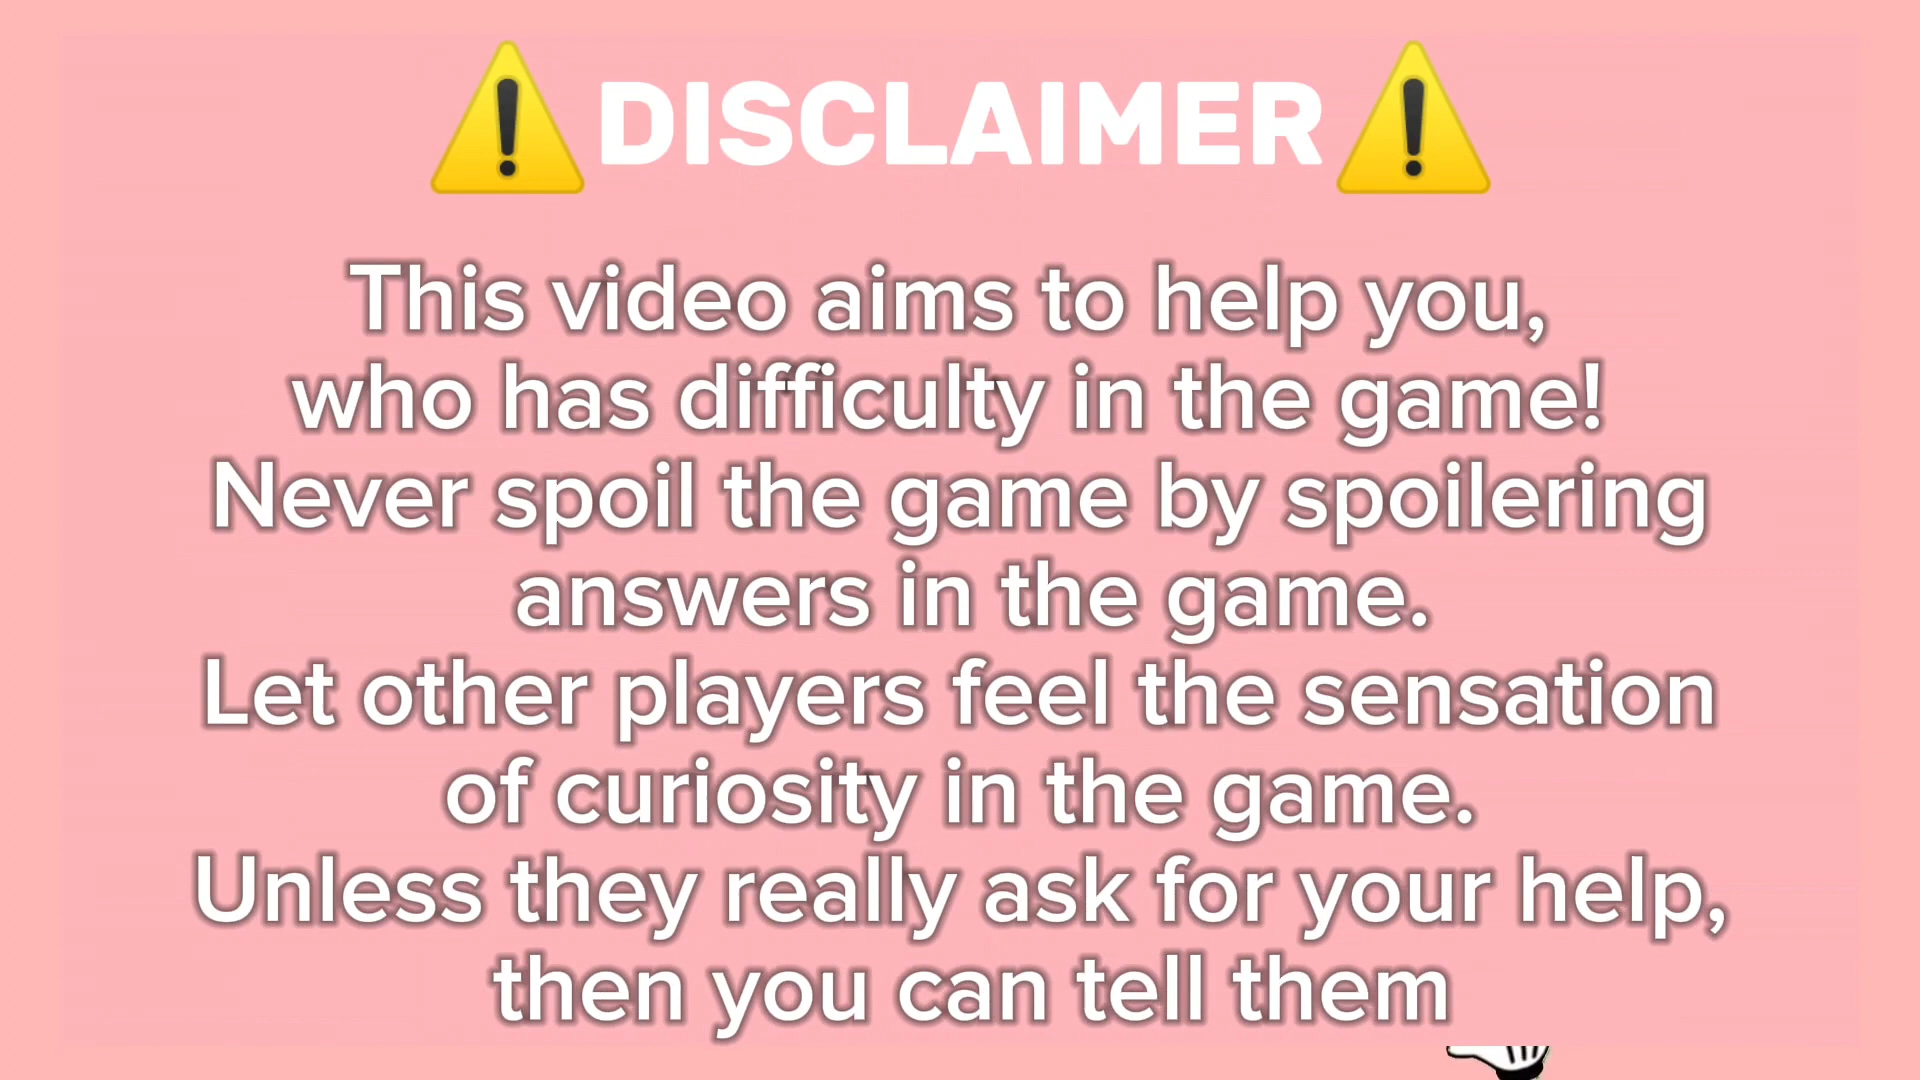 ⚠️DISCLAIMER⚠️
This video aims to help you,
who has difficulty in the game!
Never spoil the game by spoilering
answers in the game.
Let other players feel the sensation
of curiosity in the game.
Unless they really ask for your help,
then you can tell them